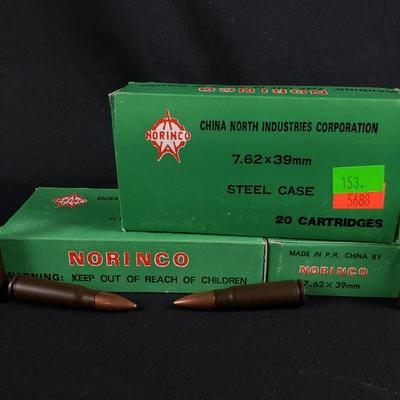 NORINCO
NORINCO
CHINA NORTH INDUSTRIES CORPORATION
7.62×39mm
STEEL CASE
153.
5688
20 CARTRIDGES
NORINCO
WARNING: KEEP OUT OF REACH OF CHILDREN
MADE IN P.R. CHINA BY
NORINCO
7.62×39mm